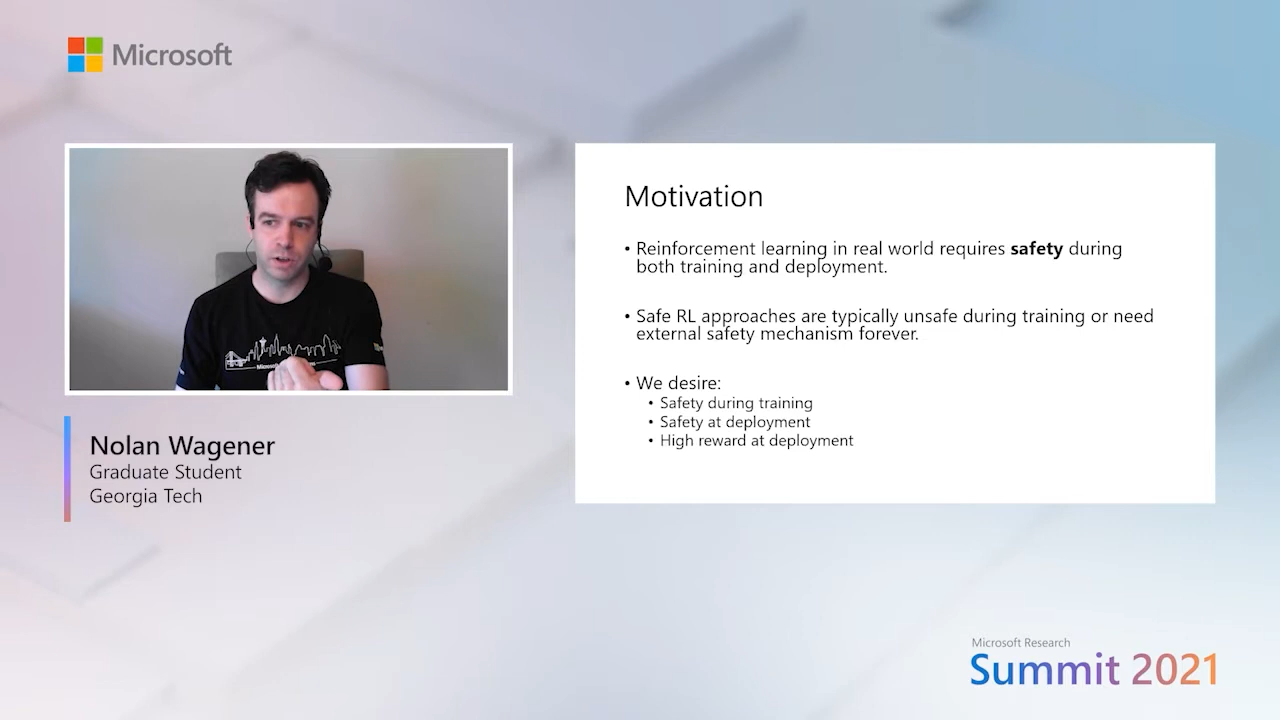 Microsoft
Nolan Wagener
Graduate Student
Georgia Tech
Motivation
• Reinforcement learning in real world requires safety during
both training and deployment.
• Safe RL approaches are typically unsafe during training or need
external safety mechanism forever.
• We desire:
• Safety during training
• Safety at deployment
• High reward at deployment
Microsoft Research
Summit 2021